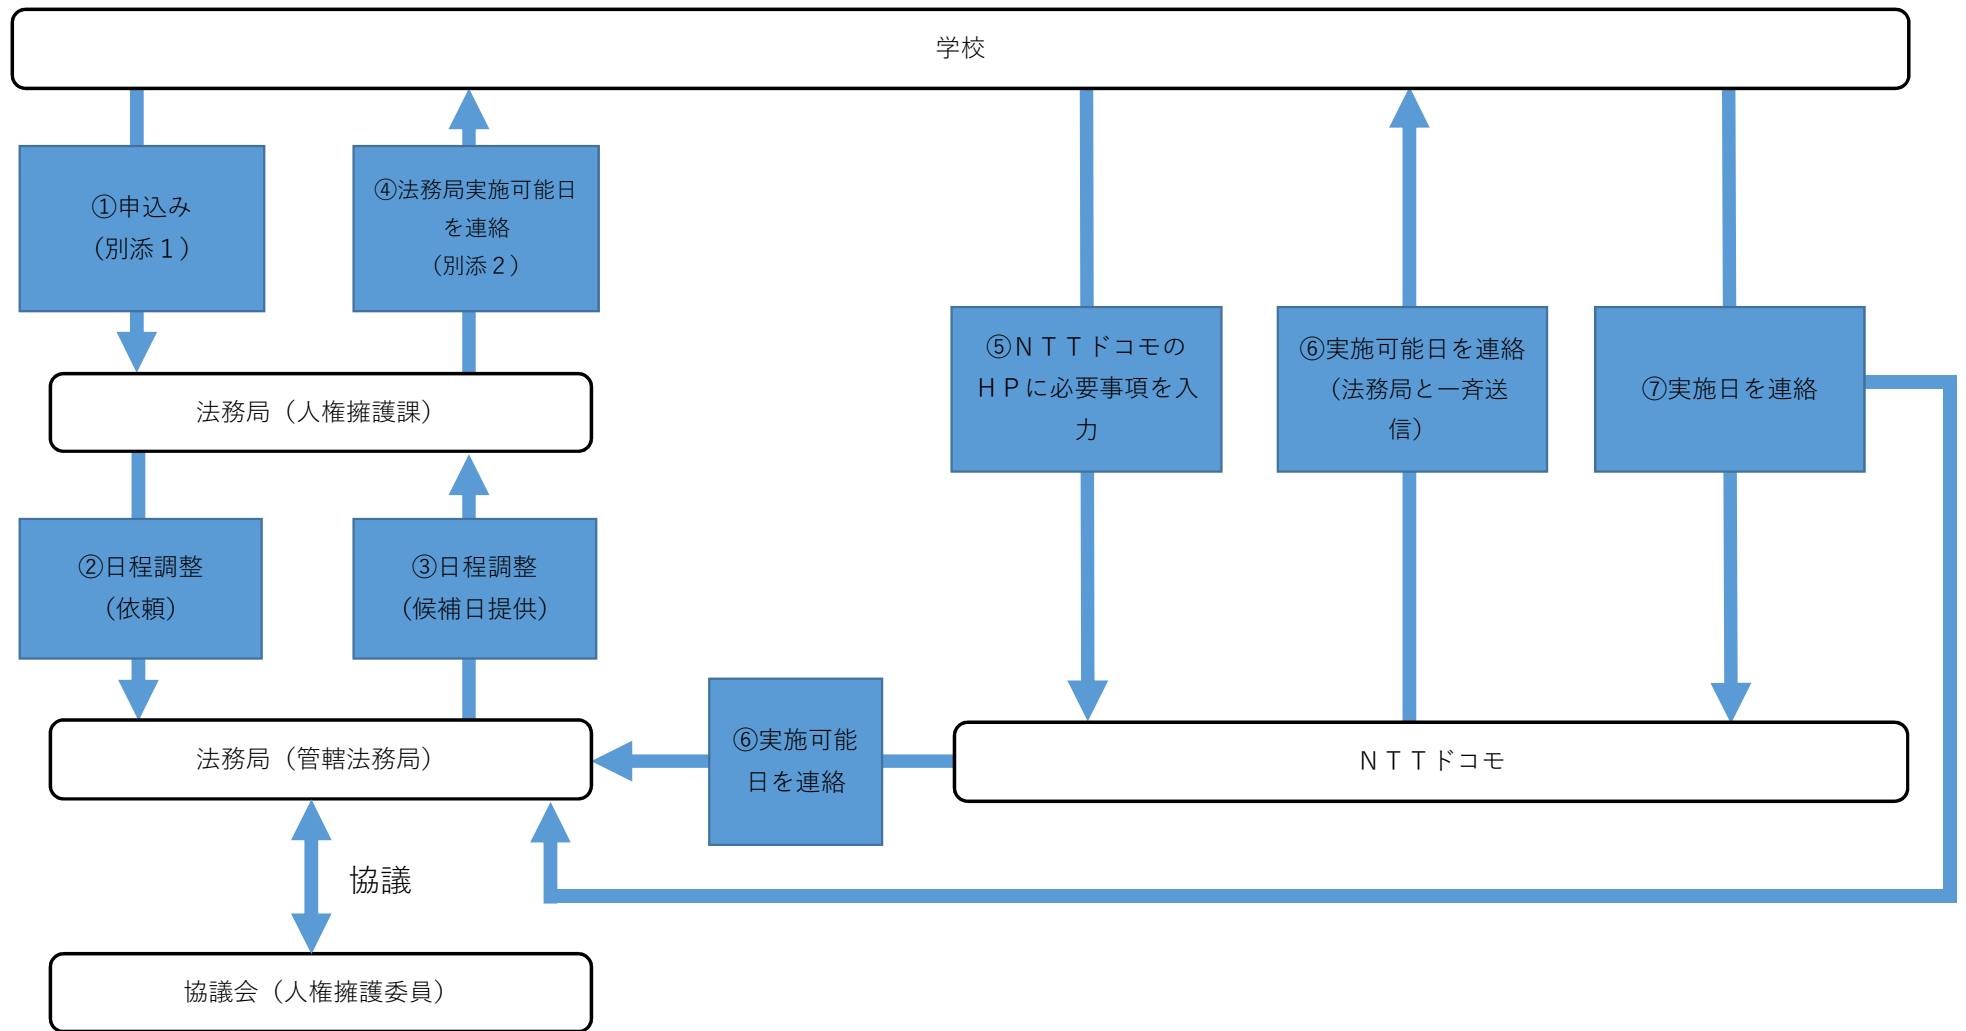 学校
①申込み
（別添１）
④法務局実施可能日
を連絡
（別添２）
⑤ＮＴＴドコモの
ＨＰに必要事項を入
力
⑥実施可能日を連絡
（法務局と一斉送
信）
⑦実施日を連絡
法務局（人権擁護課）
②日程調整
（依頼）
③日程調整
（候補日提供）
法務局（管轄法務局）
⑥実施可能
日を連絡
ＮＴＴドコモ
協議
協議会（人権擁護委員）